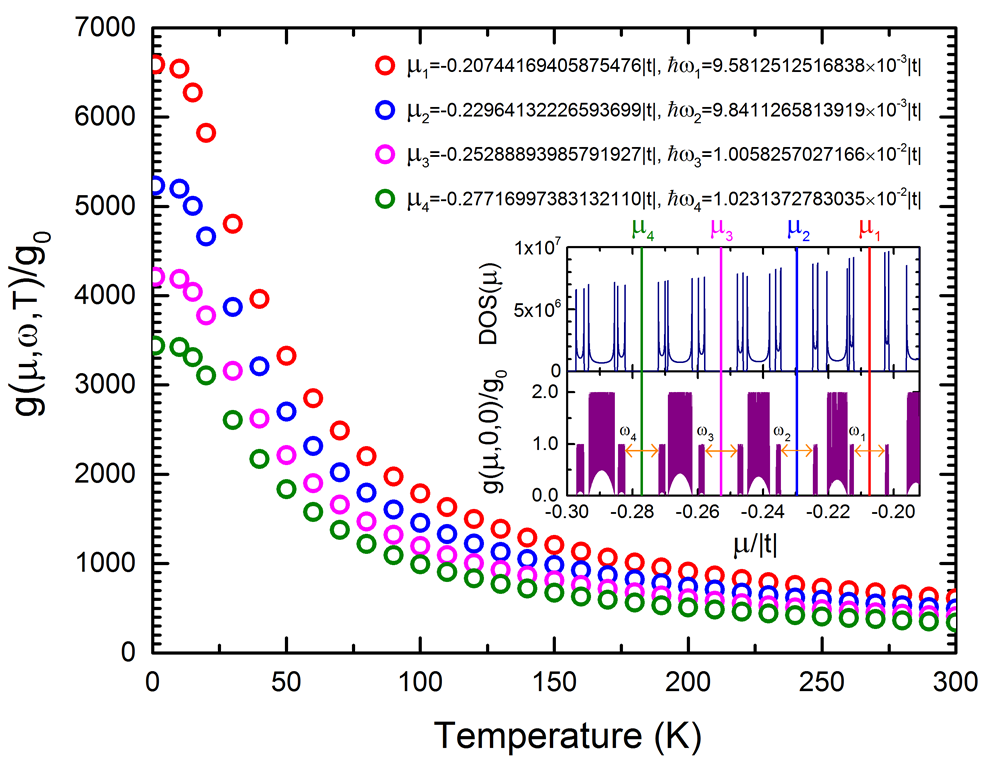 7000
6000
5000
4000
3000
2000
1000
0
g(μ,ω,T)/g₀
μ₁=-0.20744169405875476|t|, ℏω₁=9.5812512516838×10⁻³|t|
μ₂=-0.22964132226593699|t|, ℏω₂=9.8411265813919×10⁻³|t|
μ₃=-0.25288893985791927|t|, ℏω₃=1.0058257027166×10⁻²|t|
μ₄=-0.27716997383132110|t|, ℏω₄=1.0231372783035×10⁻²|t|
μ₄ μ₃ μ₂ μ₁
1x10⁷
5x10⁶
0
DOS(μ)
2.0
1.0
0.0
g(μ,0,0)/g₀
ω₄ ω₃ ω₂ ω₁
-0.30 -0.28 -0.26 -0.24 -0.22 -0.20
μ/|t|
0 50 100 150 200 250 300
Temperature (K)